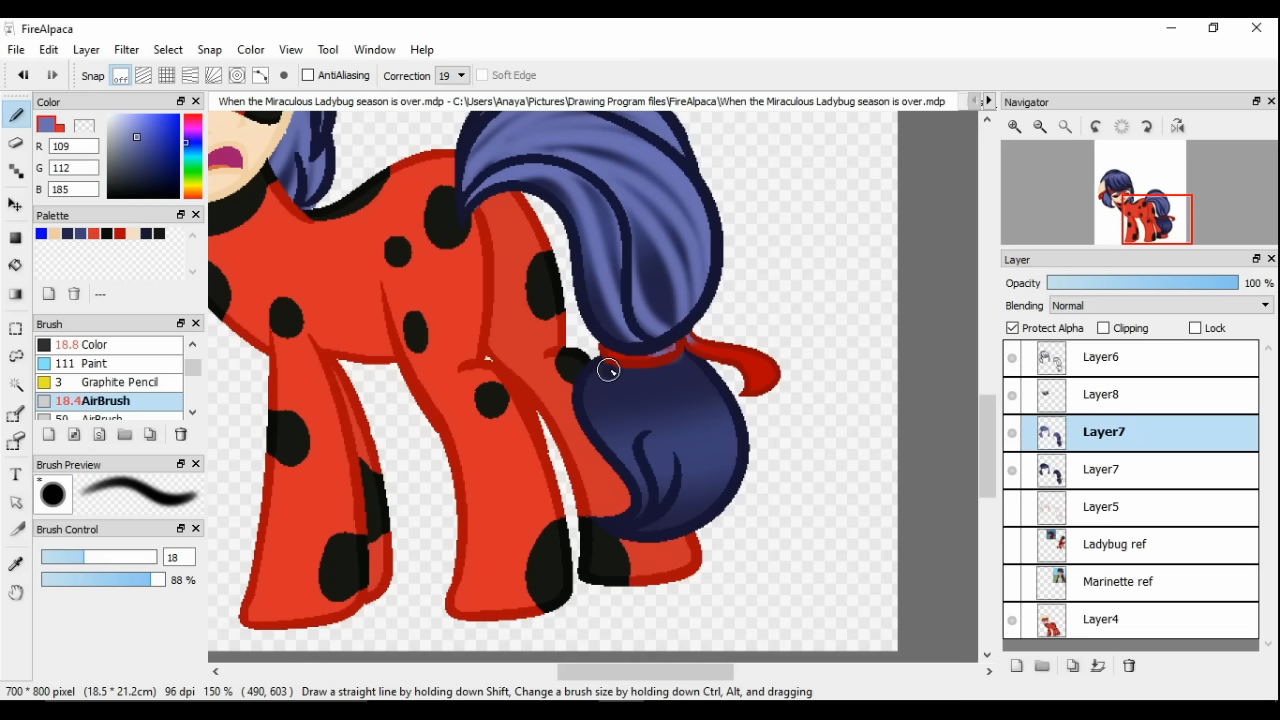 FireAlpaca
File Edit Layer Filter Select Snap Color View Tool Window Help
Snap off AntiAliasing Correction 19 Soft Edge
Color
When the Miraculous Ladybug season is over.mdp - C:\Users\Anaya\Pictures\Drawing Program files\FireAlpaca\When the Miraculous Ladybug season is over.mdp
Navigator
R 109
G 112
B 185
Palette
---
Layer
Opacity 100 %
Blending Normal
Protect Alpha Clipping Lock
Brush
18.8 Color
111 Paint
3 Graphite Pencil
18.4 AirBrush
50 AirBrush
Layer6
Layer8
Layer7
Layer7
Layer5
Ladybug ref
Marinette ref
Layer4
Brush Preview
*
Brush Control
18
88 %
T
700 * 800 pixel (18.5 * 21.2cm) 96 dpi 150 % ( 490, 603 ) Draw a straight line by holding down Shift, Change a brush size by holding down Ctrl, Alt, and dragging